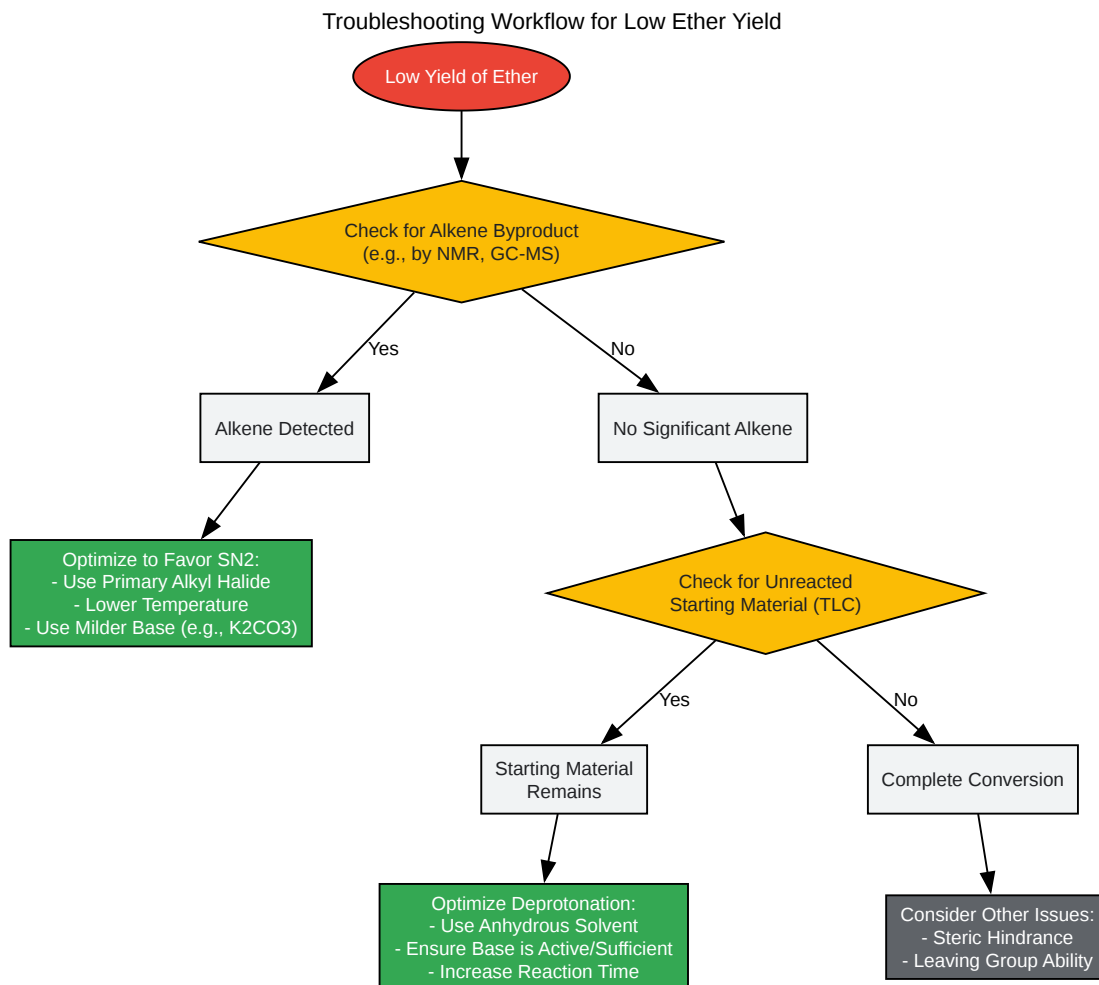 Troubleshooting Workflow for Low Ether Yield
Low Yield of Ether
Check for Alkene Byproduct
(e.g., by NMR, GC-MS)
Yes
No
Alkene Detected
No Significant Alkene
Optimize to Favor SN2:
- Use Primary Alkyl Halide
- Lower Temperature
- Use Milder Base (e.g., K2CO3)
Check for Unreacted
Starting Material (TLC)
Yes
No
Starting Material
Remains
Complete Conversion
Optimize Deprotonation:
- Use Anhydrous Solvent
- Ensure Base is Active/Sufficient
- Increase Reaction Time
Consider Other Issues:
- Steric Hindrance
- Leaving Group Ability